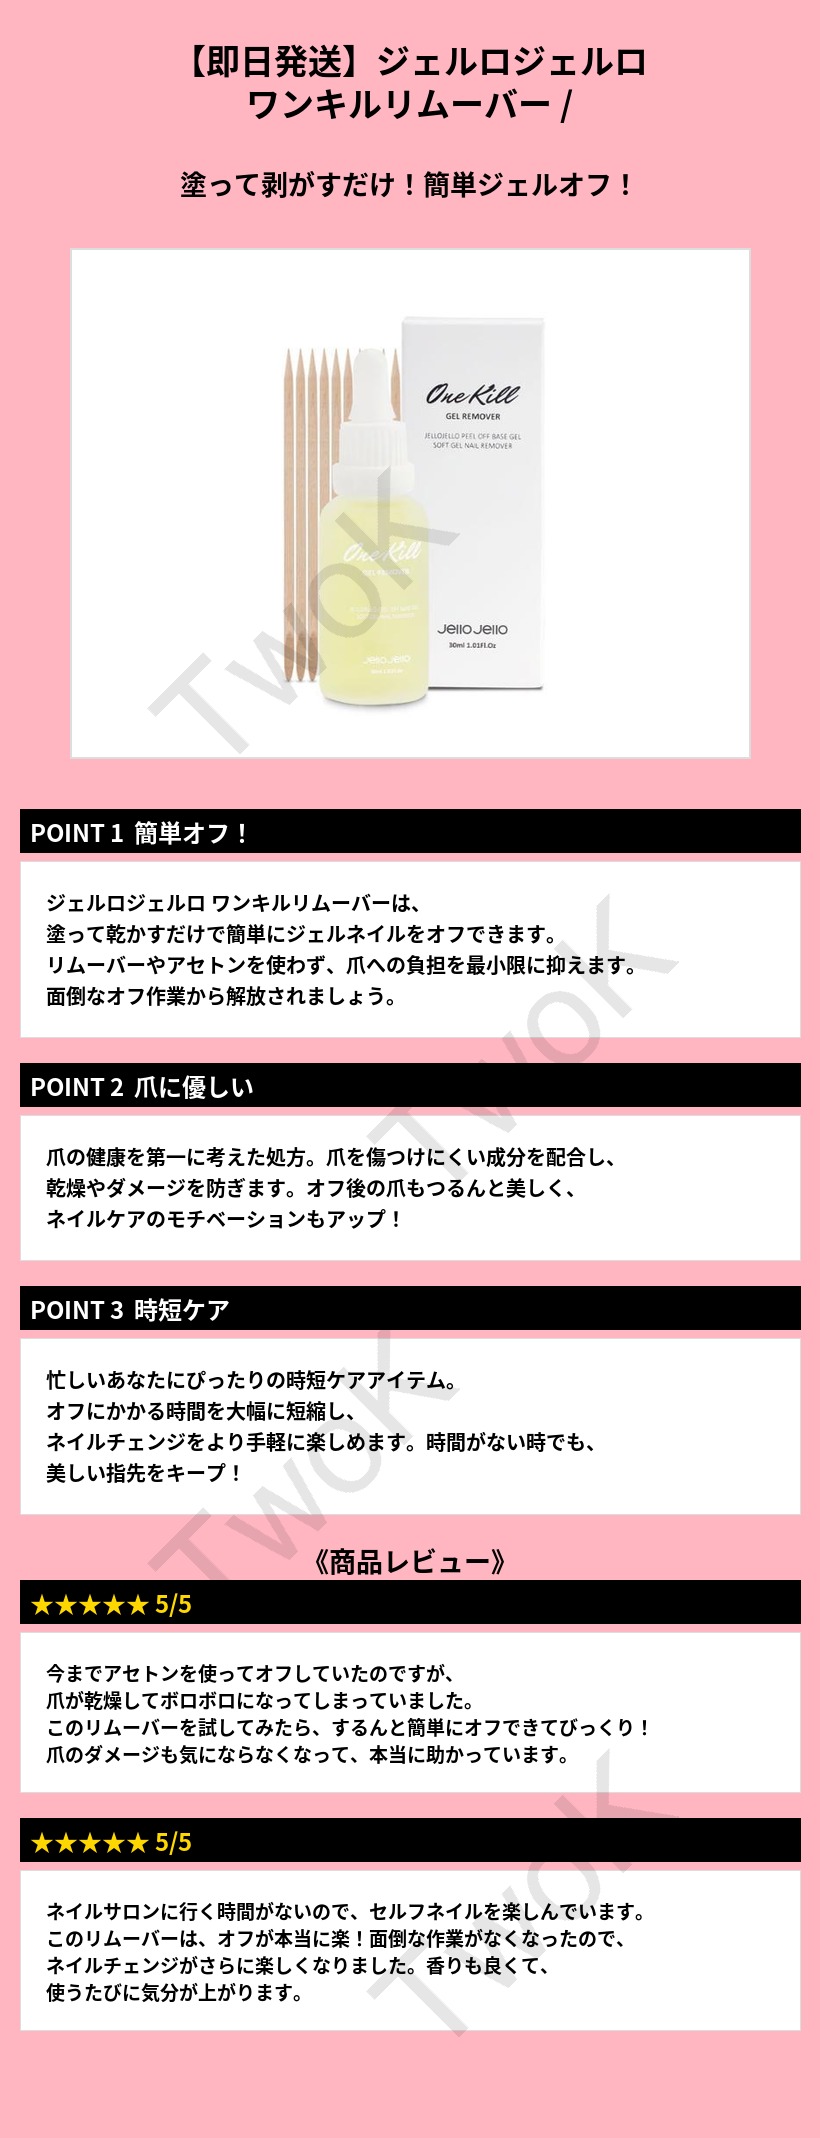 【即日発送】ジェルロジェルロ
ワンキルリムーバー /
塗って剥がすだけ！簡単ジェルオフ！
One Kill
GEL REMOVER
JELLOJELLO PEEL OFF BASE GEL
SOFT GEL NAIL REMOVER
Jello Jello
30ml 1.01Fl.Oz
One Kill
GEL REMOVER
Jello Jello
TwoK
POINT 1 簡単オフ！
ジェルロジェルロ ワンキルリムーバーは、
塗って乾かすだけで簡単にジェルネイルをオフできます。
リムーバーやアセトンを使わず、爪への負担を最小限に抑えます。
面倒なオフ作業から解放されましょう。
TwoK
POINT 2 爪に優しい
爪の健康を第一に考えた処方。爪を傷つけにくい成分を配合し、
乾燥やダメージを防ぎます。オフ後の爪もつるんと美しく、
ネイルケアのモチベーションもアップ！
POINT 3 時短ケア
忙しいあなたにぴったりの時短ケアアイテム。
オフにかかる時間を大幅に短縮し、
ネイルチェンジをより手軽に楽しめます。時間がない時でも、
美しい指先をキープ！
TwoK
《商品レビュー》
★★★★★ 5/5
今までアセトンを使ってオフしていたのですが、
爪が乾燥してボロボロになってしまっていました。
このリムーバーを試してみたら、するんと簡単にオフできてびっくり！
爪のダメージも気にならなくなって、本当に助かっています。
★★★★★ 5/5
ネイルサロンに行く時間がないので、セルフネイルを楽しんでいます。
このリムーバーは、オフが本当に楽！面倒な作業がなくなったので、
ネイルチェンジがさらに楽しくなりました。香りも良くて、
使うたびに気分が上がります。
TwoK